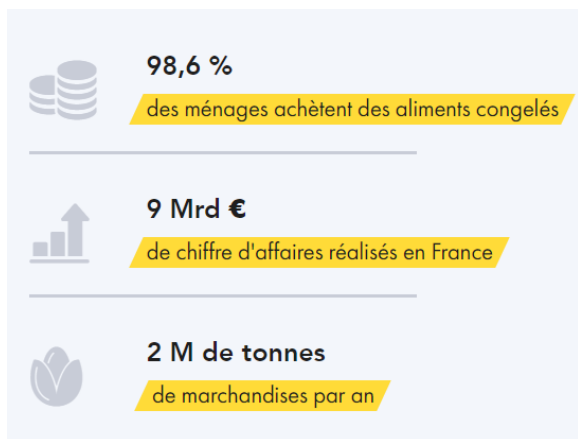 98,6 %
des ménages achètent des aliments congelés
9 Mrd €
de chiffre d'affaires réalisés en France
2 M de tonnes
de marchandises par an